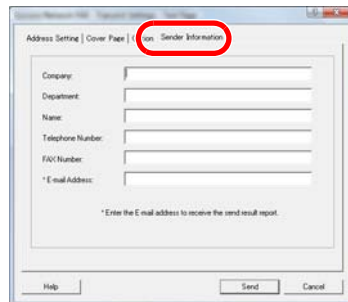 Address Setting | Cover Page | Sender Information
Company:
Department:
Name:
Telephone Number:
FAX Number:
* E-mail Address:
* Enter the E-mail address to receive the send result report.
Help
Send
Cancel